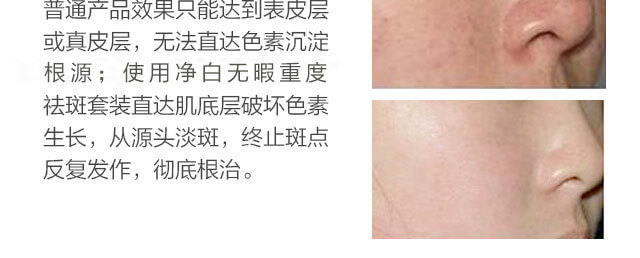 普通产品效果只能达到表皮层
或真皮层，无法直达色素沉淀
根源；使用净白无暇重度
祛斑套装直达肌底层破坏色素
生长，从源头淡斑，终止斑点
反复发作，彻底根治。